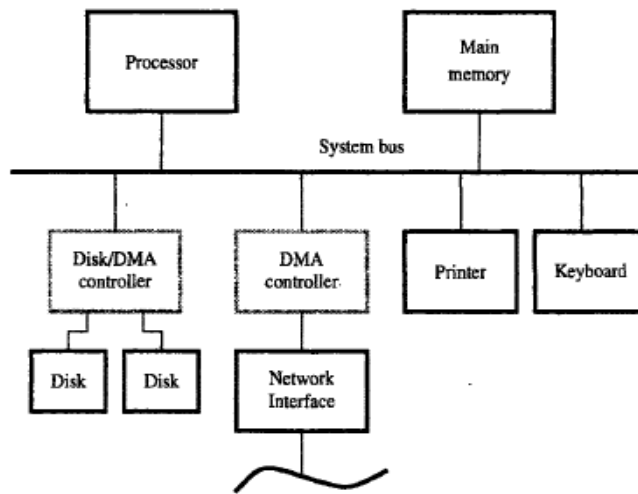 Processor
Main
memory
System bus
Disk/DMA
controller
DMA
controller
Printer
Keyboard
Disk
Disk
Network
Interface